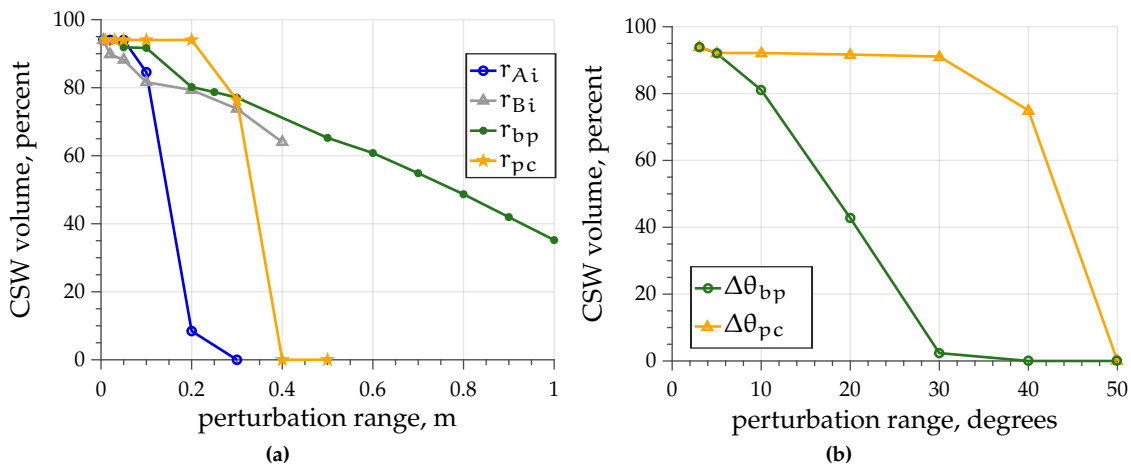 100
80
60
40
20
0
CSW volume, percent
0
0.2
0.4
0.6
0.8
1
perturbation range, m
r_Ai
r_Bi
r_bp
r_pc
(a)
100
80
60
40
20
0
CSW volume, percent
0
10
20
30
40
50
perturbation range, degrees
Δθ_bp
Δθ_pc
(b)